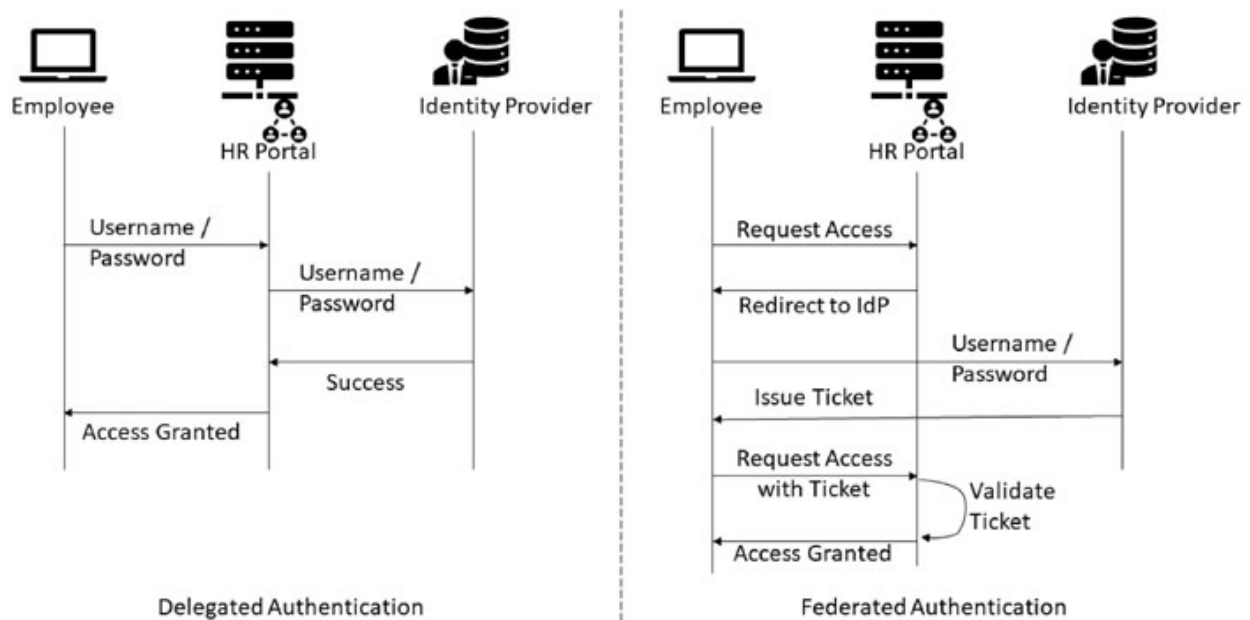 Employee
HR Portal
Identity Provider
Username /
Password
Username /
Password
Success
Access Granted
Delegated Authentication
Employee
HR Portal
Identity Provider
Request Access
Redirect to IdP
Username /
Password
Issue Ticket
Request Access
with Ticket
Validate
Ticket
Access Granted
Federated Authentication